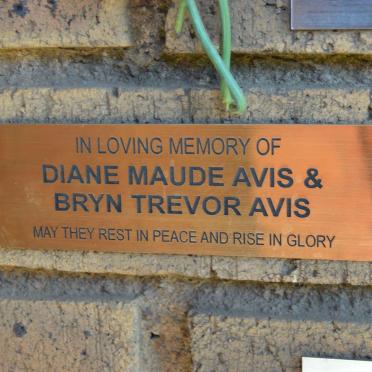 IN LOVING MEMORY OF
DIANE MAUDE AVIS &
BRYN TREVOR AVIS
MAY THEY REST IN PEACE AND RISE IN GLORY